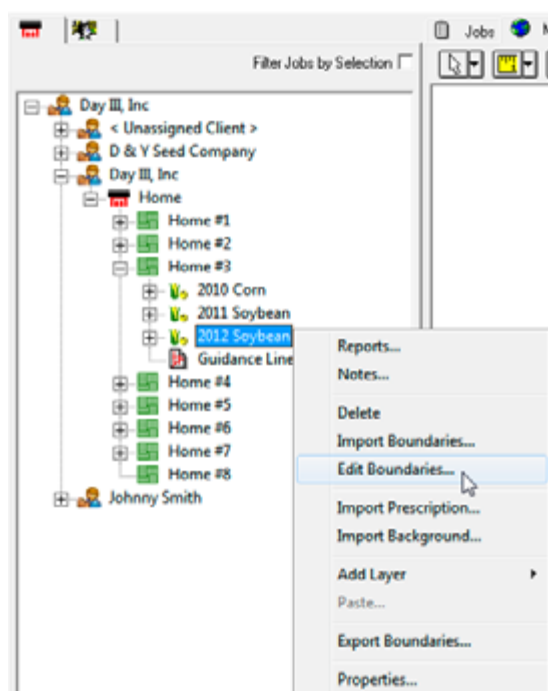 Jobs
Filter Jobs by Selection
Day III, Inc
< Unassigned Client >
D & Y Seed Company
Day III, Inc
Home
Home #1
Home #2
Home #3
2010 Corn
2011 Soybean
2012 Soybean
Guidance Line
Home #4
Home #5
Home #6
Home #7
Home #8
Johnny Smith
Reports...
Notes...
Delete
Import Boundaries...
Edit Boundaries...
Import Prescription...
Import Background...
Add Layer
Paste...
Export Boundaries...
Properties...